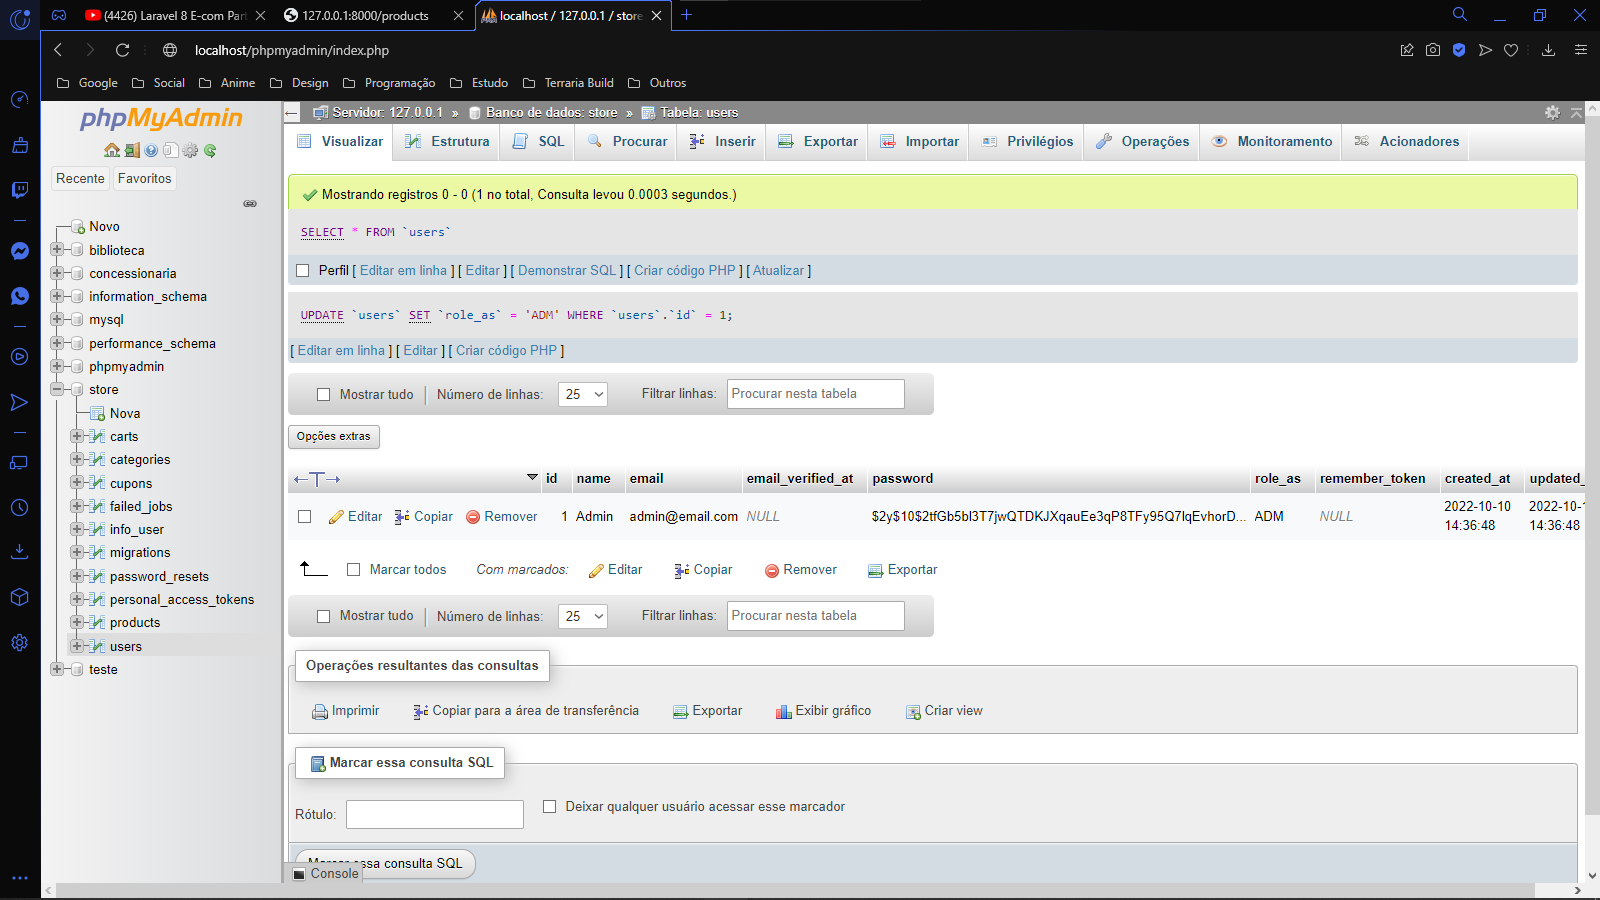 (4426) Laravel 8 E-com Part
127.0.0.1:8000/products
localhost / 127.0.0.1 / store
localhost/phpmyadmin/index.php
Google Social Anime Design Programação Estudo Terraria Build Outros
phpMyAdmin
Recente Favoritos
Novo
biblioteca
concessionaria
information_schema
mysql
performance_schema
phpmyadmin
store
Nova
carts
categories
cupons
failed_jobs
info_user
migrations
password_resets
personal_access_tokens
products
users
teste
Servidor: 127.0.0.1 » Banco de dados: store » Tabela: users
Visualizar Estrutura SQL Procurar Inserir Exportar Importar Privilégios Operações Monitoramento Acionadores
Mostrando registros 0 - 0 (1 no total, Consulta levou 0.0003 segundos.)
SELECT * FROM `users`
Perfil [ Editar em linha ] [ Editar ] [ Demonstrar SQL ] [ Criar código PHP ] [ Atualizar ]
UPDATE `users` SET `role_as` = 'ADM' WHERE `users`.`id` = 1;
[ Editar em linha ] [ Editar ] [ Criar código PHP ]
Mostrar tudo | Número de linhas: 25 Filtrar linhas: Procurar nesta tabela
Opções extras
←T→ id name email email_verified_at password role_as remember_token created_at updated_
Editar Copiar Remover 1 Admin admin@email.com NULL $2y$10$2tfGb5bl3T7jwQTDKJXqauEe3qP8TFy95Q7lqEvhorD... ADM NULL 2022-10-10 14:36:48 2022-10-1 14:36:48
Marcar todos Com marcados: Editar Copiar Remover Exportar
Mostrar tudo | Número de linhas: 25 Filtrar linhas: Procurar nesta tabela
Operações resultantes das consultas
Imprimir Copiar para a área de transferência Exportar Exibir gráfico Criar view
Marcar essa consulta SQL
Rótulo: Deixar qualquer usuário acessar esse marcador
Marcar essa consulta SQL
Console